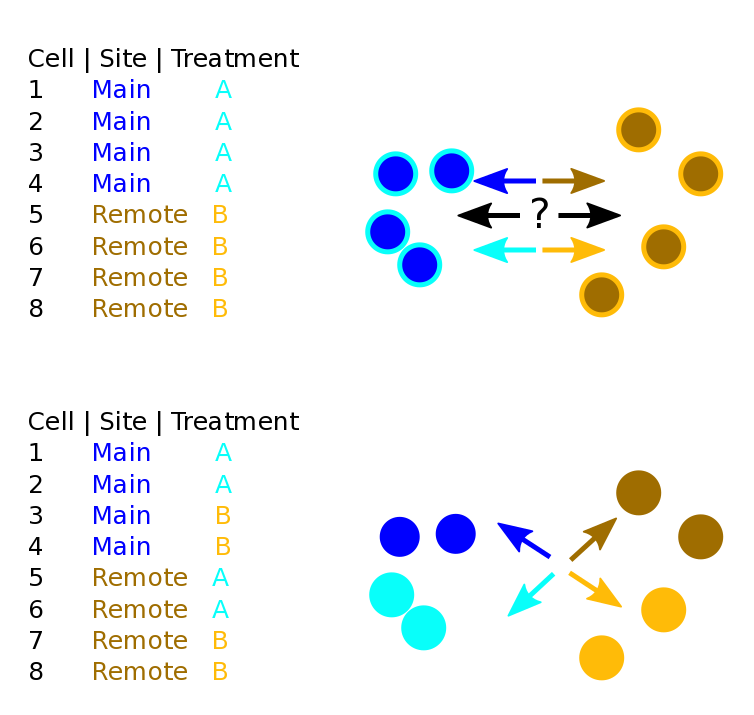 Cell | Site | Treatment
1 Main A
2 Main A
3 Main A
4 Main A
5 Remote B
6 Remote B
7 Remote B
8 Remote B
?
Cell | Site | Treatment
1 Main A
2 Main A
3 Main B
4 Main B
5 Remote A
6 Remote A
7 Remote B
8 Remote B